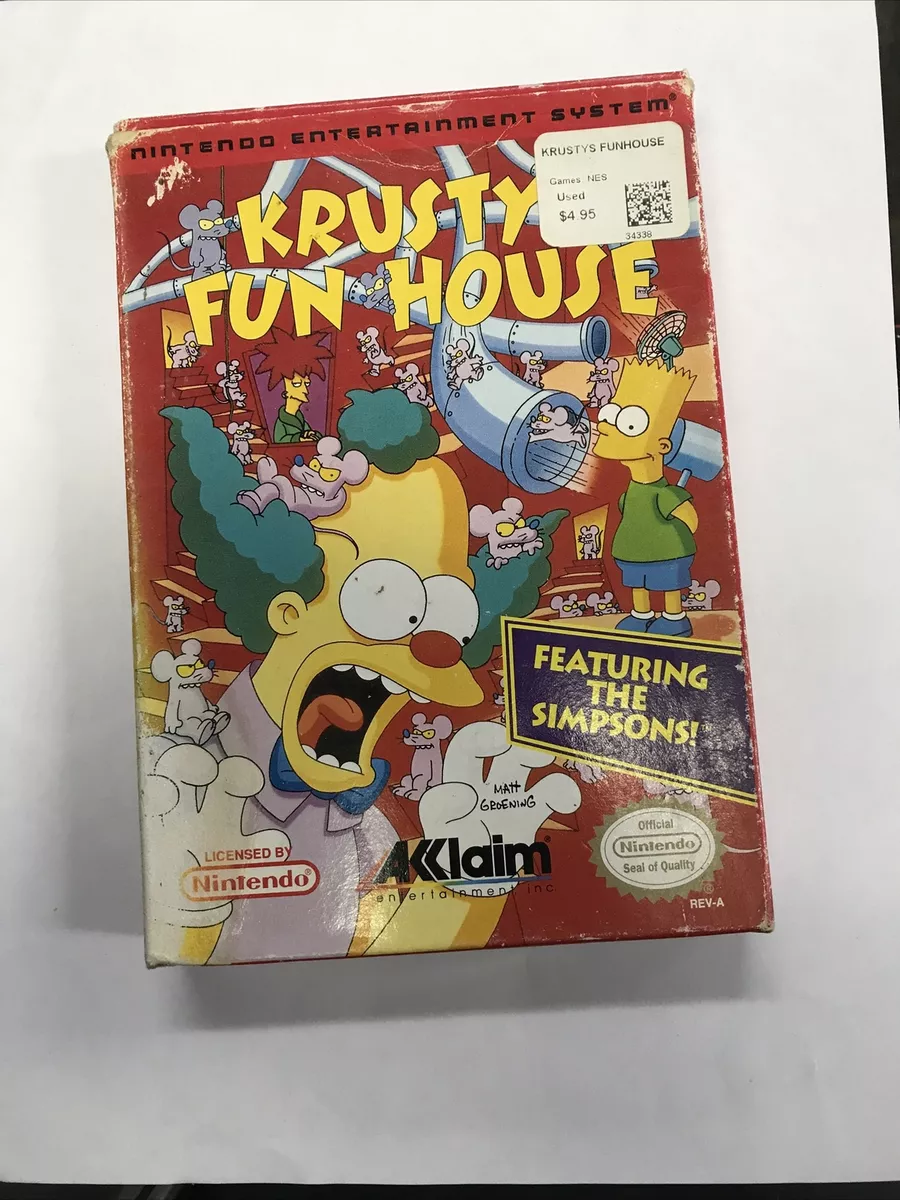 NINTENDO ENTERTAINMENT SYSTEM®
KRUSTYS FUNHOUSE
Games: NES
Used
$4.95
34338
KRUSTY
FUN HOUSE
FEATURING
THE
SIMPSONS!
MATT
GROENING
LICENSED BY
Nintendo®
AKKlaim®
entertainment inc.
Official
Nintendo
Seal of Quality
®
REV-A